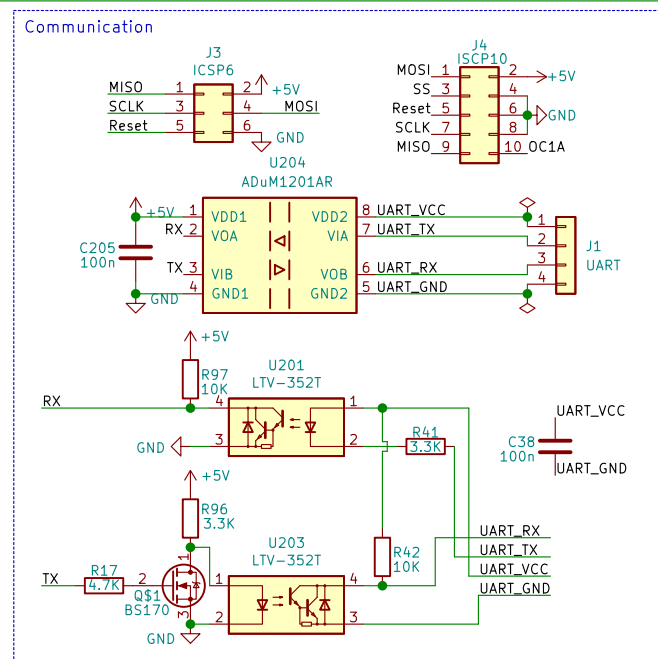 Communication
J3
ICSP6
MISO 1 2 +5V
SCLK 3 4 MOSI
Reset 5 6 GND
J4
ISCP10
MOSI 1 2 +5V
SS 3 4
Reset 5 6 GND
SCLK 7 8
MISO 9 10 OC1A
U204
ADuM1201AR
+5V 1 VDD1 VDD2 8 UART_VCC
RX 2 VOA VIA 7 UART_TX
TX 3 VIB VOB 6 UART_RX
GND 4 GND1 GND2 5 UART_GND
C205
100n
1
2
3
4
J1
UART
+5V
R97
10K
U201
LTV-352T
RX 4 1
GND 3 2
R41
3.3K
UART_VCC
C38
100n
UART_GND
+5V
R96
3.3K
U203
LTV-352T
R42
10K
UART_RX
UART_TX
UART_VCC
UART_GND
TX
R17
4.7K
2
1
3
Q$1
BS170
GND
1 4
2 3